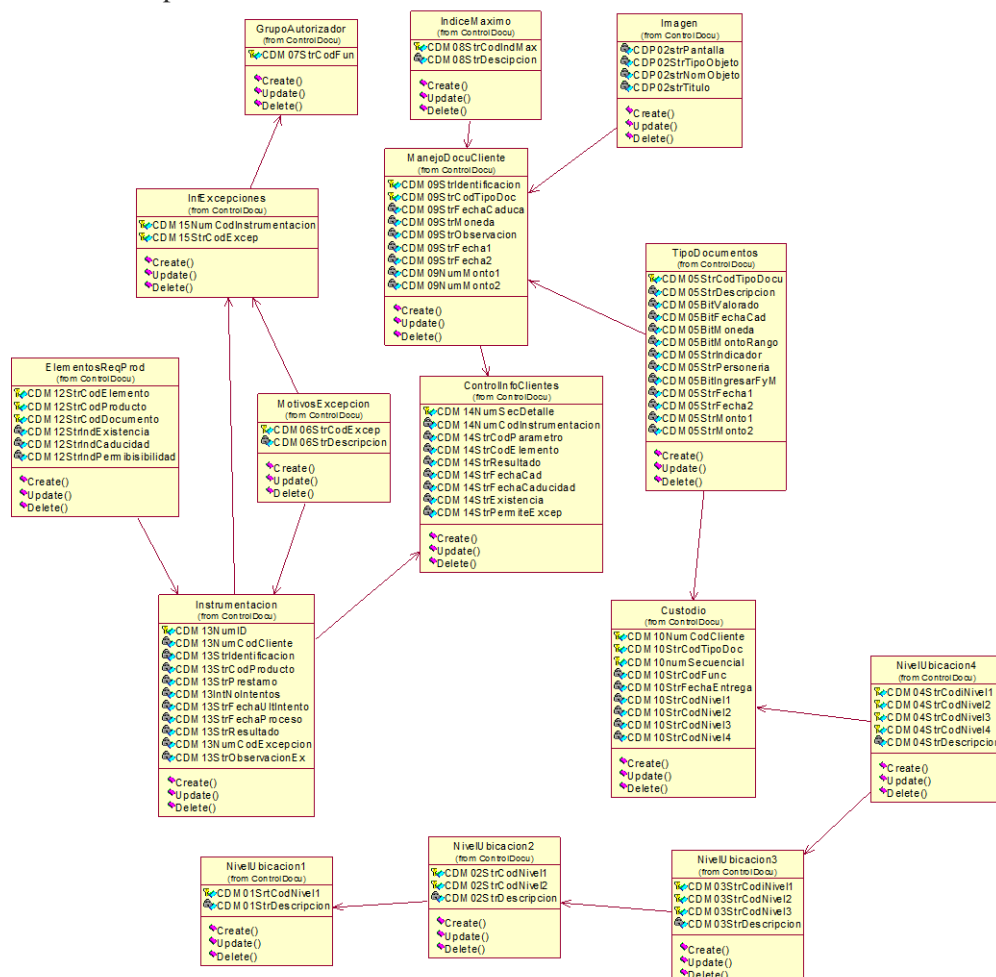 GrupoAutorizador
(from ControlDocu)
CDM07StrCodFun
Create()
Update()
Delete()
IndiceMaximo
(from ControlDocu)
CDM08StrCodIndMax
CDM08StrDescipcion
Create()
Update()
Delete()
Imagen
(from ControlDocu)
CDP02strPantalla
CDP02StrTipoObjeto
CDP02strNomObjeto
CDP02strTitulo
Create()
Update()
Delete()
ManejoDocuCliente
(from ControlDocu)
CDM09StrIdentificacion
CDM09StrCodTipoDoc
CDM09StrFechaCaduca
CDM09StrMoneda
CDM09StrObservacion
CDM09StrFecha1
CDM09StrFecha2
CDM09NumMonto1
CDM09NumMonto2
Create()
Update()
Delete()
InfExcepciones
(from ControlDocu)
CDM15NumCodInstrumentacion
CDM15StrCodExcep
Create()
Update()
Delete()
TipoDocumentos
(from ControlDocu)
CDM05StrCodTipoDocu
CDM05StrDescripcion
CDM05BitValorado
CDM05BitFechaCad
CDM05BitMoneda
CDM05BitMontoRango
CDM05StrIndicador
CDM05StrPersoneria
CDM05BitIngresarFyM
CDM05StrFecha1
CDM05StrFecha2
CDM05StrMonto1
CDM05StrMonto2
Create()
Update()
Delete()
ElementosReqProd
(from ControlDocu)
CDM12StrCodElemento
CDM12StrCodProducto
CDM12StrCodDocumento
CDM12StrIndExistencia
CDM12StrIndCaducidad
CDM12StrIndPermibisibilidad
Create()
Update()
Delete()
MotivosExcepcion
(from ControlDocu)
CDM06StrCodExcep
CDM06StrDescripcion
Create()
Update()
Delete()
ControlInfoClientes
(from ControlDocu)
CDM14NumSecDetalle
CDM14NumCodInstrumentacion
CDM14StrCodParametro
CDM14StrCodElemento
CDM14StrResultado
CDM14StrFechaCad
CDM14StrFechaCaducidad
CDM14StrExistencia
CDM14StrPermiteExcep
Create()
Update()
Delete()
Instrumentacion
(from ControlDocu)
CDM13NumID
CDM13NumCodCliente
CDM13StrIdentificacion
CDM13StrCodProducto
CDM13StrPrestamo
CDM13IntNoIntentos
CDM13StrFechaUltIntento
CDM13StrFechaProceso
CDM13StrResultado
CDM13NumCodExcepcion
CDM13StrObservacionEx
Create()
Update()
Delete()
Custodio
(from ControlDocu)
CDM10NumCodCliente
CDM10StrCodTipoDoc
CDM10numSecuencial
CDM10StrCodFunc
CDM10StrFechaEntrega
CDM10StrCodNivel1
CDM10StrCodNivel2
CDM10StrCodNivel3
CDM10StrCodNivel4
Create()
Update()
Delete()
NivelUbicacion4
(from ControlDocu)
CDM04StrCodiNivel1
CDM04StrCodNivel2
CDM04StrCodNivel3
CDM04StrCodNivel4
CDM04StrDescripcion
Create()
Update()
Delete()
NivelUbicacion1
(from ControlDocu)
CDM01SrtCodNivel1
CDM01StrDescripcion
Create()
Update()
Delete()
NivelUbicacion2
(from ControlDocu)
CDM02StrCodNivel1
CDM02StrCodNivel2
CDM02StrDescripcion
Create()
Update()
Delete()
NivelUbicacion3
(from ControlDocu)
CDM03StrCodiNivel1
CDM03StrCodNivel2
CDM03StrCodNivel3
CDM03StrDescripcion
Create()
Update()
Delete()